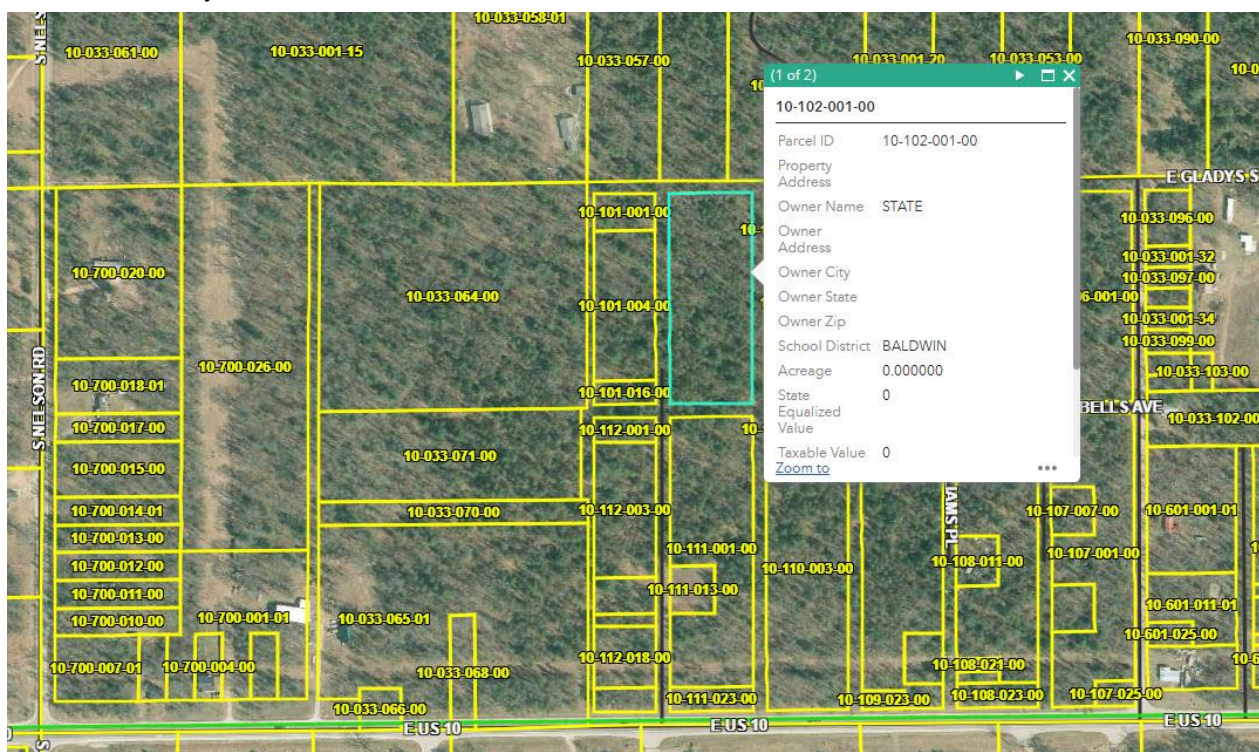 S NELS
10-033-061-00
10-033-001-15
10-033-058-01
10-033-057-00
10-033-001-20
10-033-053-00
10-033-090-00
10-0
(1 of 2)
10-102-001-00
Parcel ID 10-102-001-00
Property
Address
Owner Name STATE
Owner
Address
Owner City
Owner State
Owner Zip
School District BALDWIN
Acreage 0.000000
State 0
Equalized
Value
Taxable Value 0
Zoom to
E GLADYS S
10-101-001-00
10-033-096-00
10-700-020-00
10-033-064-00
10-101-004-00
6-001-00
10-033-001-32
10-033-097-00
10-033-001-34
10-033-099-00
10-700-026-00
10-033-103-00
S NELSON RD
10-700-018-01
10-101-016-00
BELLS AVE
10-033-102-00
10-700-017-00
10-112-001-00
10-033-071-00
10-700-015-00
10-700-014-01
10-033-070-00
10-112-003-00
IAMS PL
10-107-007-00
10-601-001-01
10-700-013-00
10-111-001-00
10-107-001-00
10-700-012-00
10-110-003-00
10-108-011-00
10-700-011-00
10-111-013-00
10-601-011-01
10-700-010-00
10-700-001-01
10-033-065-01
10-601-025-00
10-700-007-01
10-700-004-00
10-033-068-00
10-112-018-00
10-108-021-00
10-6
10-033-066-00
10-111-023-00
10-109-023-00
10-108-023-00
10-107-025-00
E US 10
E US 10
E US 10
S